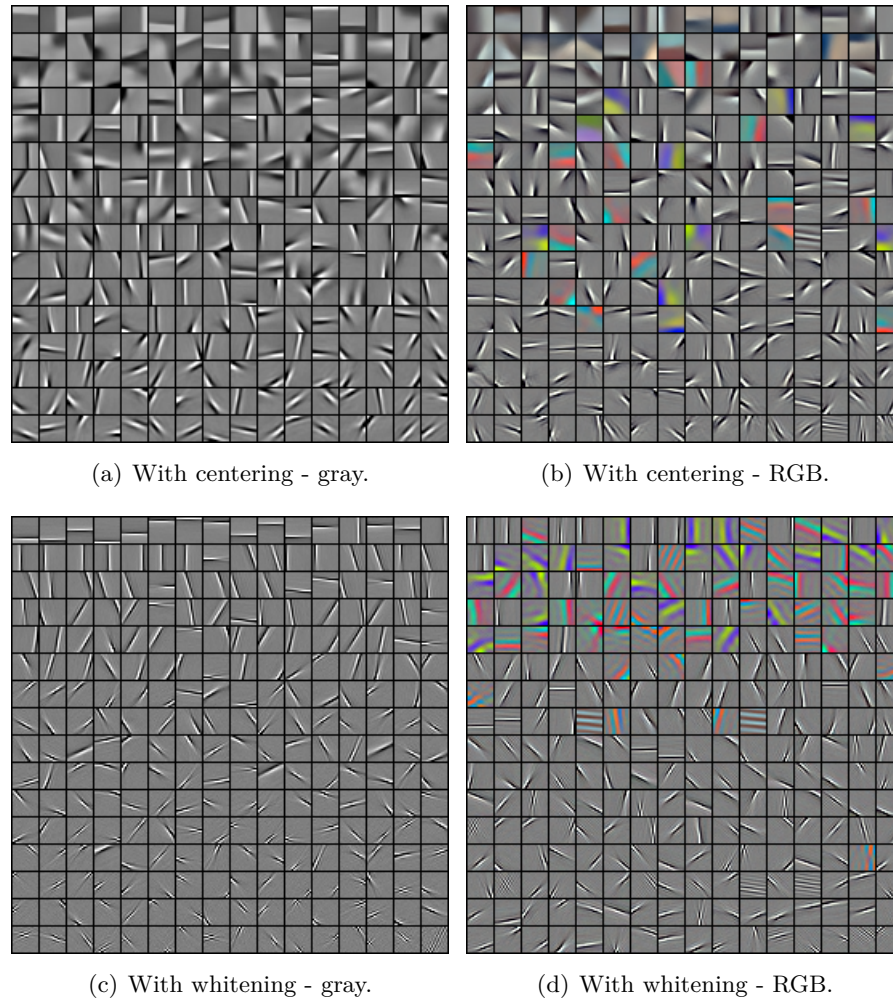 (a) With centering - gray.
(b) With centering - RGB.
(c) With whitening - gray.
(d) With whitening - RGB.